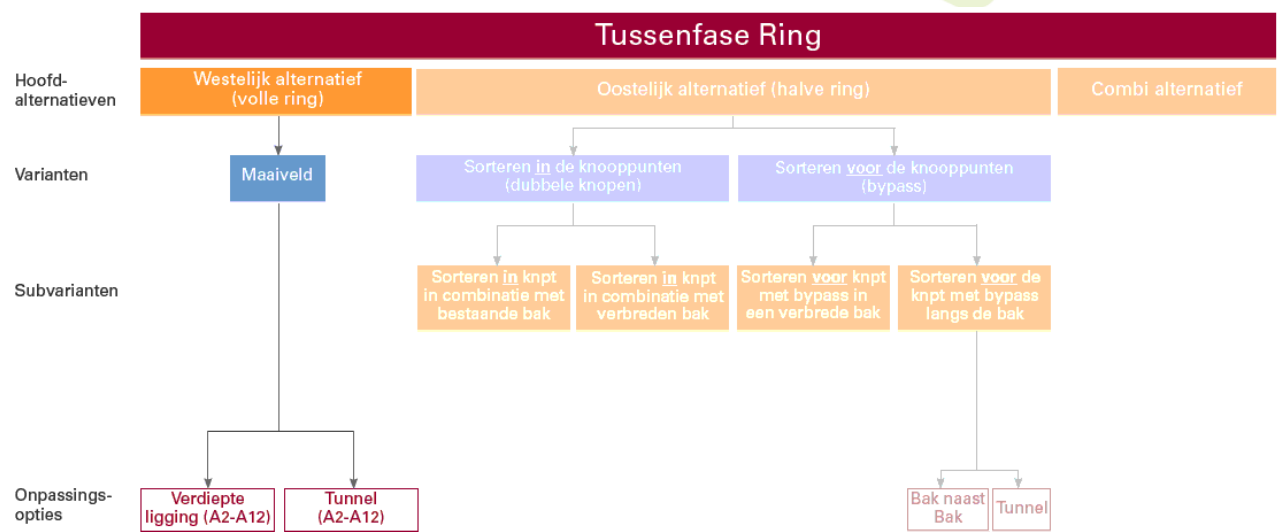 Tussenfase Ring
Hoofd-
alternatieven
Westelijk alternatief
(volle ring)
Oostelijk alternatief (halve ring)
Combi alternatief
Varianten
Maaiveld
Sorteren in de knooppunten
(dubbele knopen)
Sorteren voor de knooppunten
(bypass)
Subvarianten
Sorteren in knpt
in combinatie met
bestaande bak
Sorteren in knpt
in combinatie met
verbreden bak
Sorteren voor knpt
met bypass in
een verbrede bak
Sorteren voor de
knpt met bypass
langs de bak
Onpassings-
opties
Verdiepte
ligging (A2-A12)
Tunnel
(A2-A12)
Bak naast
Bak
Tunnel